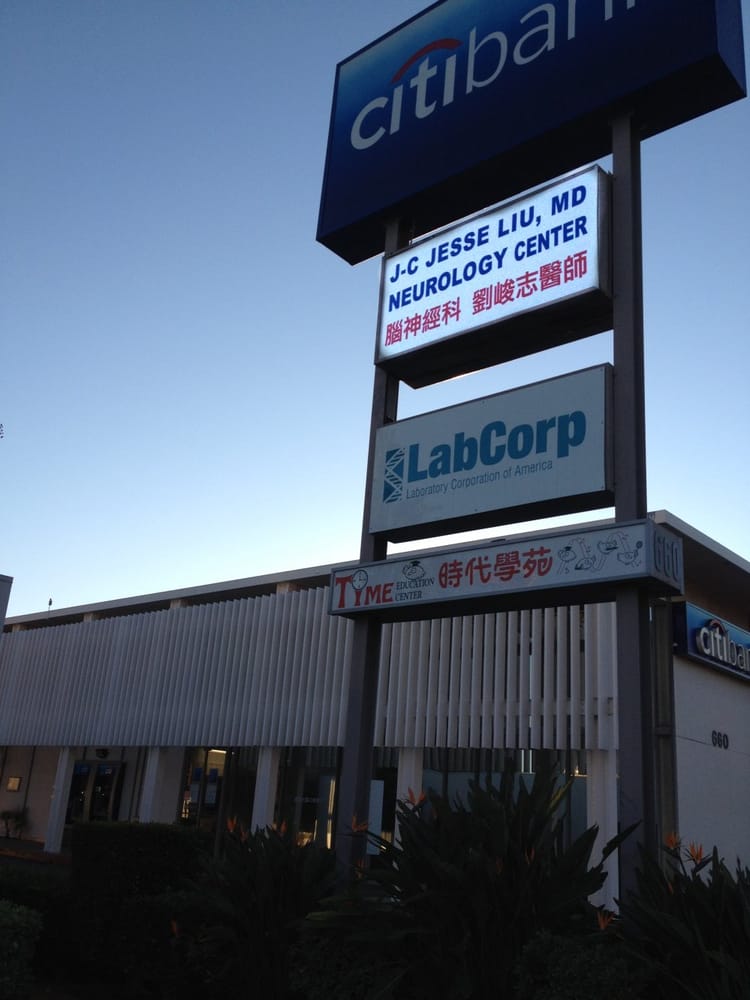 citibank
J-C JESSE LIU, MD
NEUROLOGY CENTER
腦神經科 劉峻志醫師
LabCorp
Laboratory Corporation of America
TIME EDUCATION CENTER 時代學苑
660
citibank
660